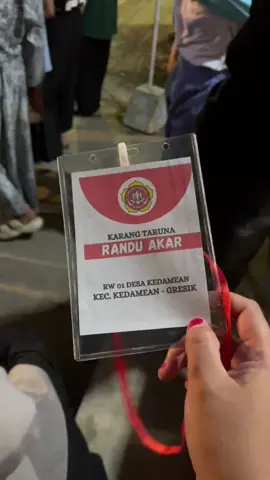 KARANG TARUNA
RANDU AKAR
RW 01 DESA KEDAMEAN
KEC. KEDAMEAN - GRESIK